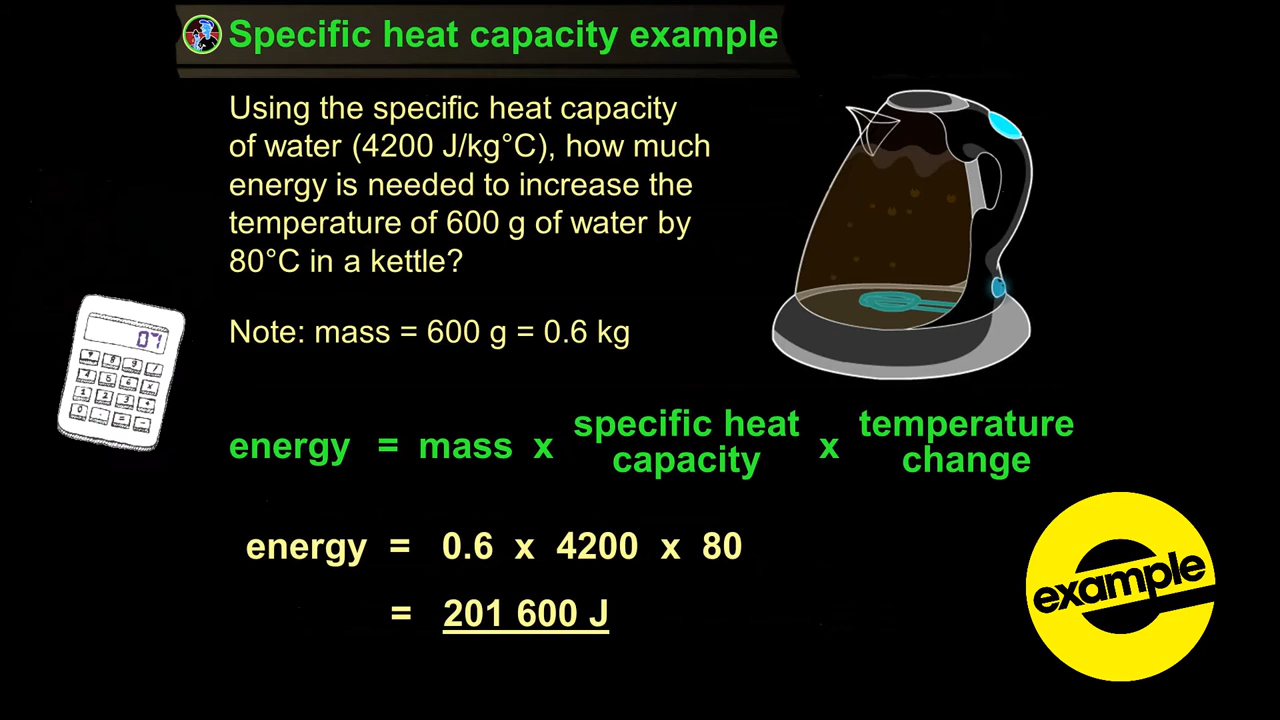 Specific heat capacity example
Using the specific heat capacity
of water (4200 J/kg°C), how much
energy is needed to increase the
temperature of 600 g of water by
80°C in a kettle?
Note: mass = 600 g = 0.6 kg
energy = mass x specific heat capacity x temperature change
energy = 0.6 x 4200 x 80
= 201 600 J
example
07